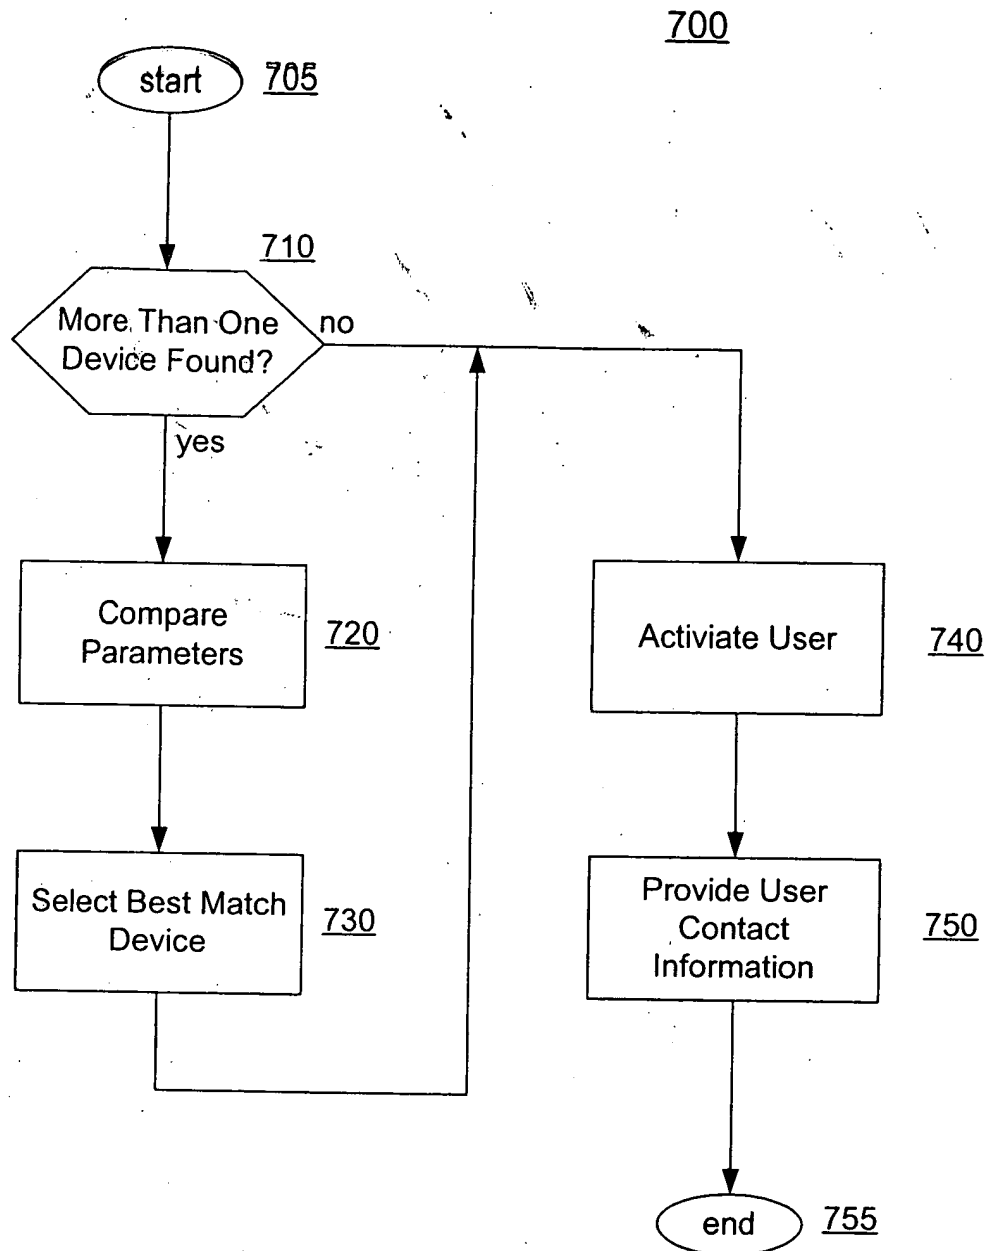 700
start
705
710
More Than One
Device Found?
no
yes
Compare
Parameters
720
Select Best Match
Device
730
Activiate User
740
Provide User
Contact
Information
750
end
755